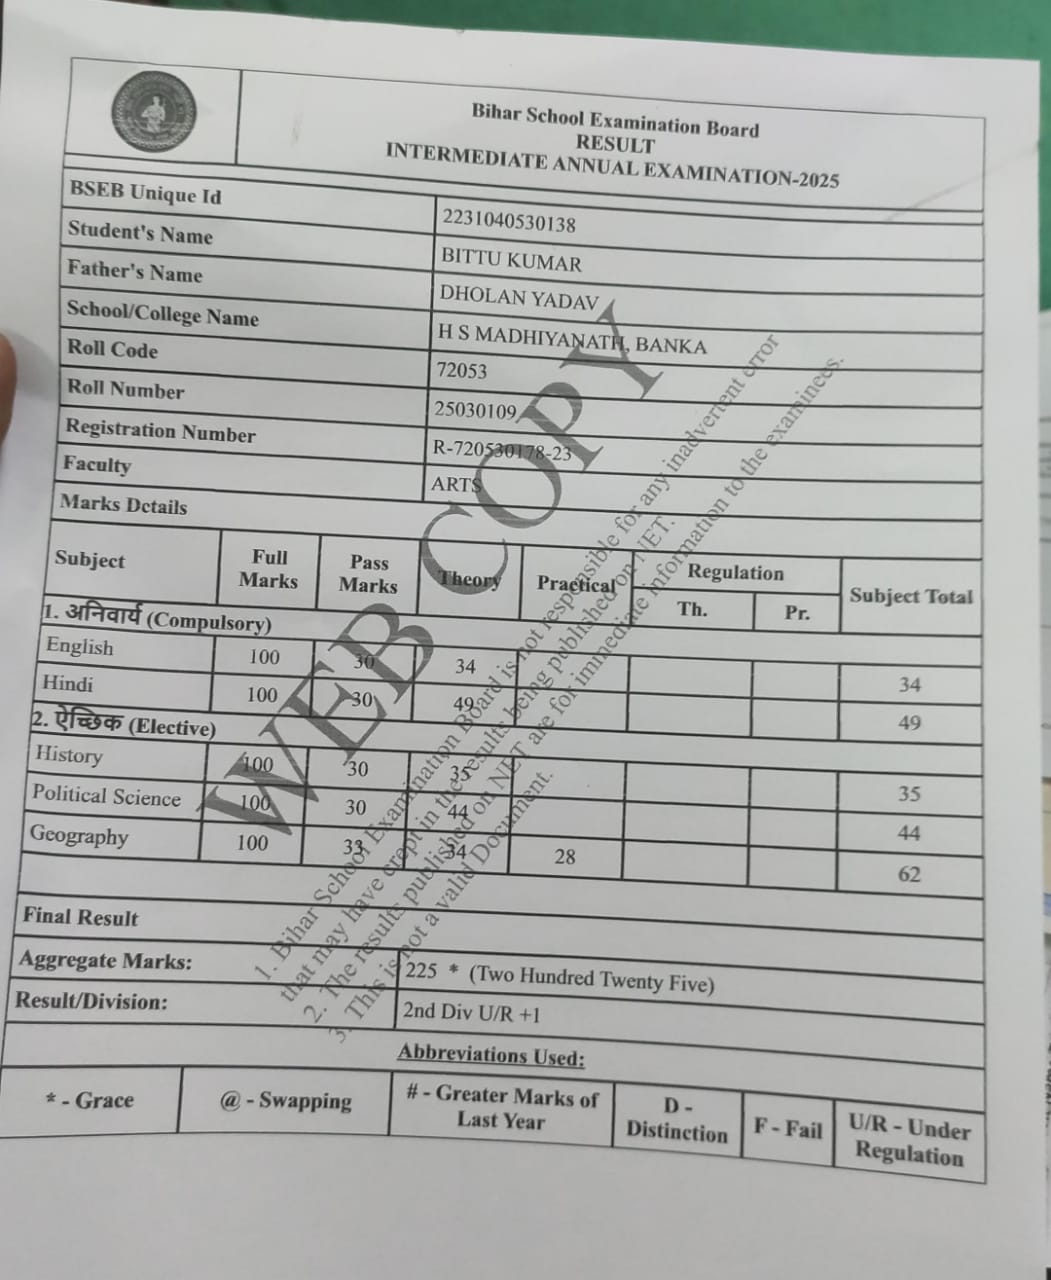 Bihar School Examination Board
RESULT
INTERMEDIATE ANNUAL EXAMINATION-2025
BSEB Unique Id 2231040530138
Student's Name BITTU KUMAR
Father's Name DHOLAN YADAV
School/College Name H S MADHIYANATH, BANKA
Roll Code 72053
Roll Number 25030109
Registration Number R-720530178-23
Faculty ARTS
Marks Details
Subject Full Marks Pass Marks Theory Practical Regulation Th. Pr. Subject Total
1. अनिवार्य (Compulsory)
English 100 30 34 34
Hindi 100 30 49 49
2. ऐच्छिक (Elective)
History 100 30 35 35
Political Science 100 30 44 44
Geography 100 33 34 28 62
Final Result
Aggregate Marks: 225 * (Two Hundred Twenty Five)
Result/Division: 2nd Div U/R +1
Abbreviations Used:
* - Grace @ - Swapping # - Greater Marks of Last Year D - Distinction F - Fail U/R - Under Regulation
WEB COPY
1. Bihar School Examination Board is not responsible for any inadvertent error
that may have crept in the results being published on NET.
2. The results published on NET are for immediate information to the examinees.
3. This is not a valid Document.